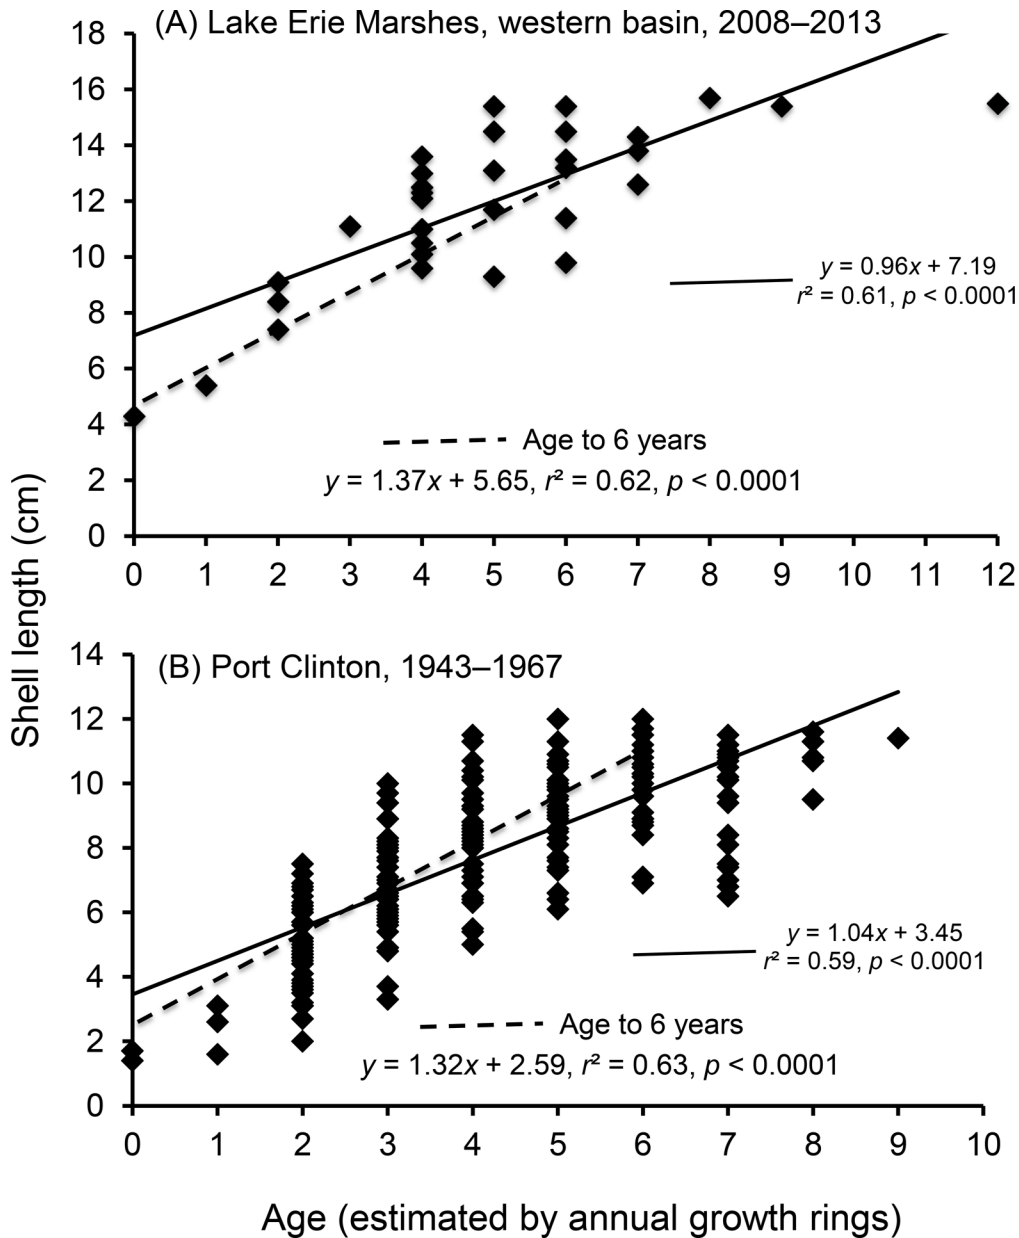 (A) Lake Erie Marshes, western basin, 2008–2013
18
16
14
12
10
8
6
4
2
0
y = 0.96x + 7.19
r² = 0.61, p < 0.0001
Age to 6 years
y = 1.37x + 5.65, r² = 0.62, p < 0.0001
0 1 2 3 4 5 6 7 8 9 10 11 12
Shell length (cm)
(B) Port Clinton, 1943–1967
14
12
10
8
6
4
2
0
y = 1.04x + 3.45
r² = 0.59, p < 0.0001
Age to 6 years
y = 1.32x + 2.59, r² = 0.63, p < 0.0001
0 1 2 3 4 5 6 7 8 9 10
Age (estimated by annual growth rings)